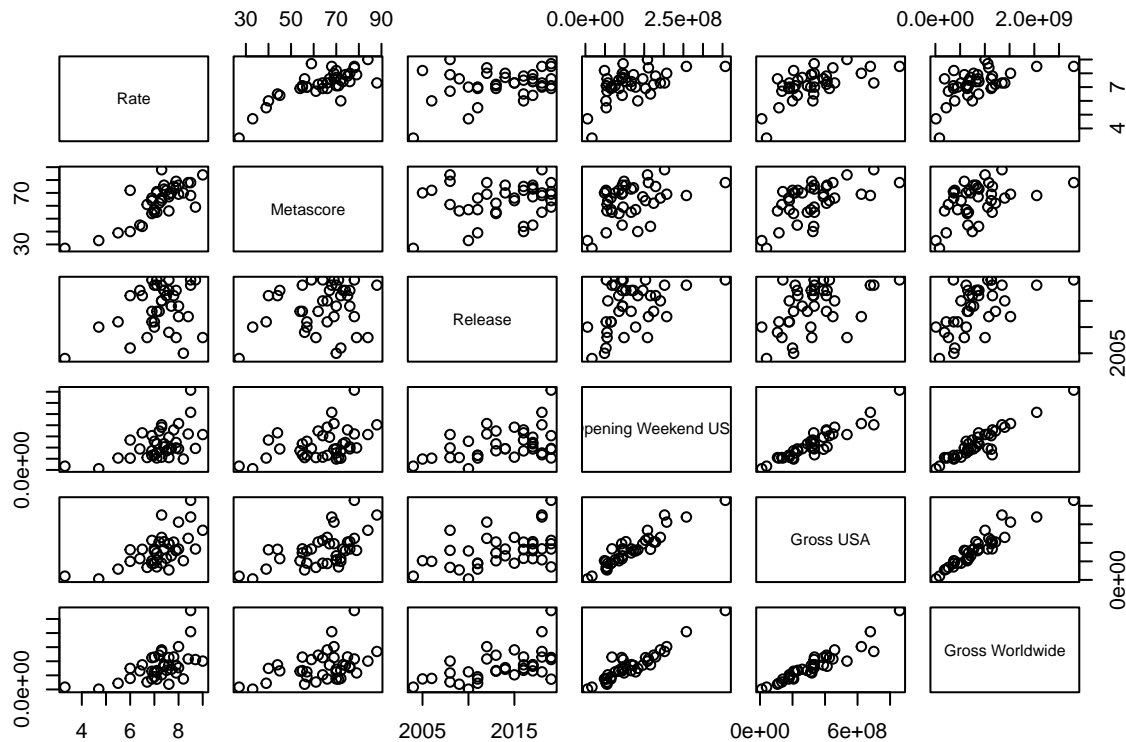 30 50 70 90
0.0e+00 2.5e+08
0.0e+00 2.0e+09
Rate
4 7
30 70
Metascore
Release
2005
0.0e+00
pening Weekend US
Gross USA
0e+00
0.0e+00
Gross Worldwide
4 6 8
2005 2015
0e+00 6e+08